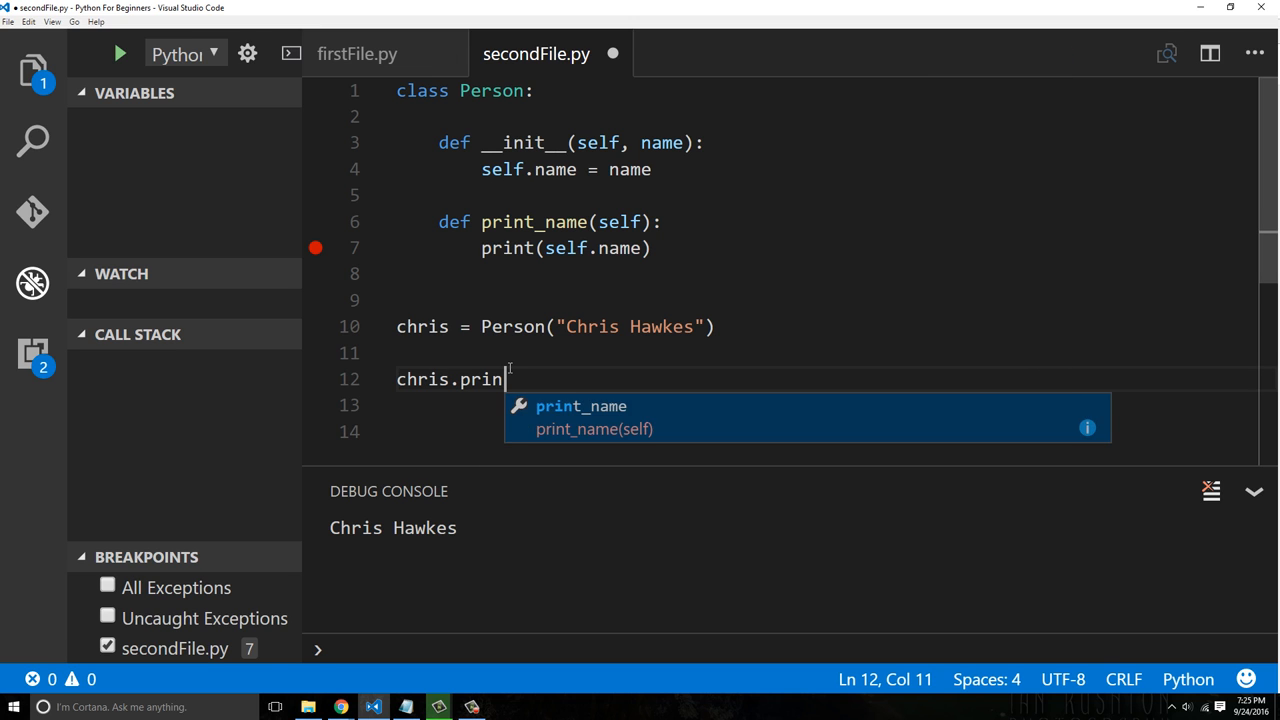 ● secondFile.py - Python For Beginners - Visual Studio Code
File Edit View Go Help
Python
firstFile.py
secondFile.py
1
VARIABLES
WATCH
CALL STACK
2
BREAKPOINTS
All Exceptions
Uncaught Exceptions
secondFile.py 7
1 class Person:
2
3 def __init__(self, name):
4 self.name = name
5
6 def print_name(self):
7 print(self.name)
8
9
10 chris = Person("Chris Hawkes")
11
12 chris.prin
13
14
print_name
print_name(self)
DEBUG CONSOLE
Chris Hawkes
0 0
Ln 12, Col 11 Spaces: 4 UTF-8 CRLF Python
I'm Cortana. Ask me anything.
7:25 PM
9/24/2016